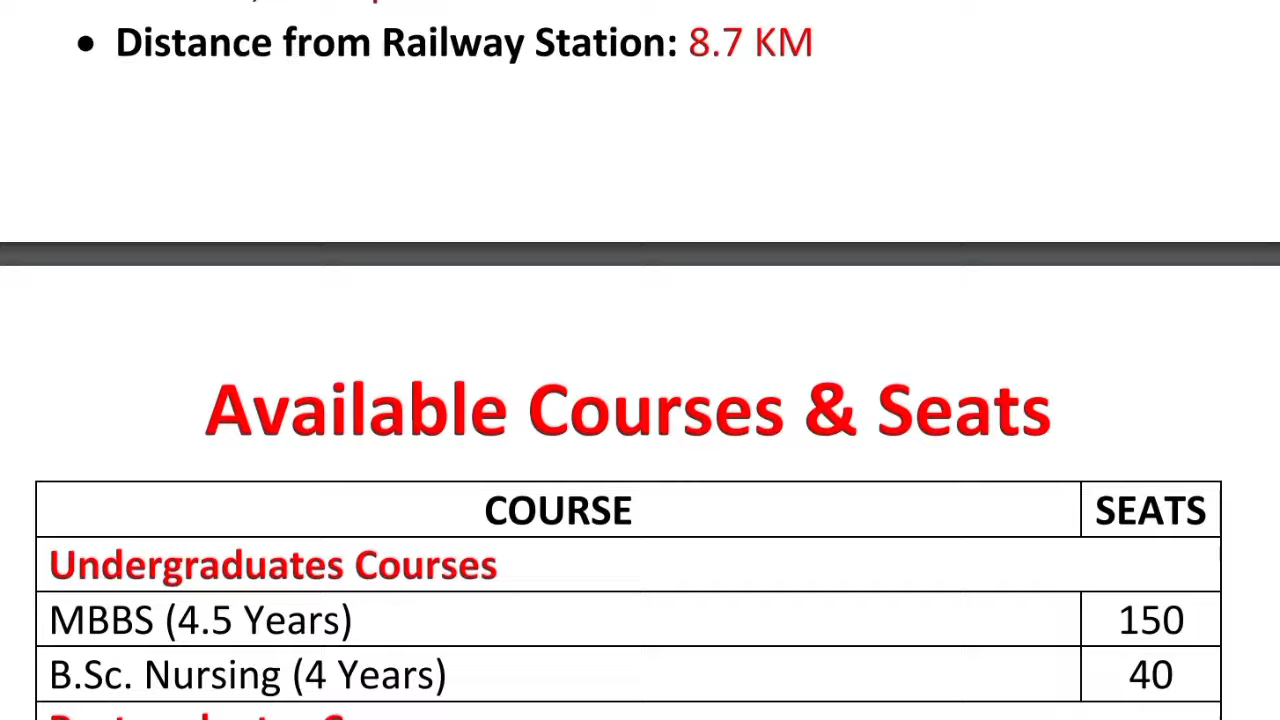 • Distance from Railway Station: 8.7 KM
Available Courses & Seats
COURSE SEATS
Undergraduates Courses
MBBS (4.5 Years) 150
B.Sc. Nursing (4 Years) 40